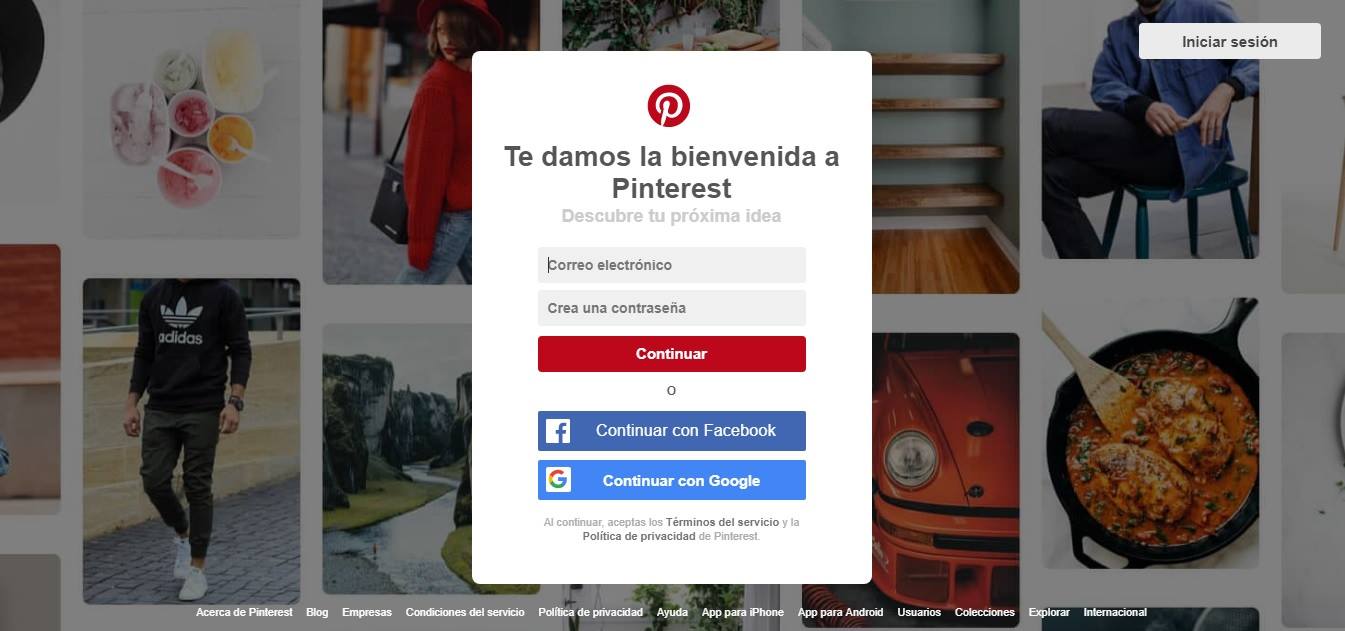 Iniciar sesión
Te damos la bienvenida a
Pinterest
Descubre tu próxima idea
Correo electrónico
Crea una contraseña
Continuar
O
Continuar con Facebook
Continuar con Google
Al continuar, aceptas los Términos del servicio y la
Política de privacidad de Pinterest.
adidas
Acerca de Pinterest Blog Empresas Condiciones del servicio Política de privacidad Ayuda App para iPhone App para Android Usuarios Colecciones Explorar Internacional